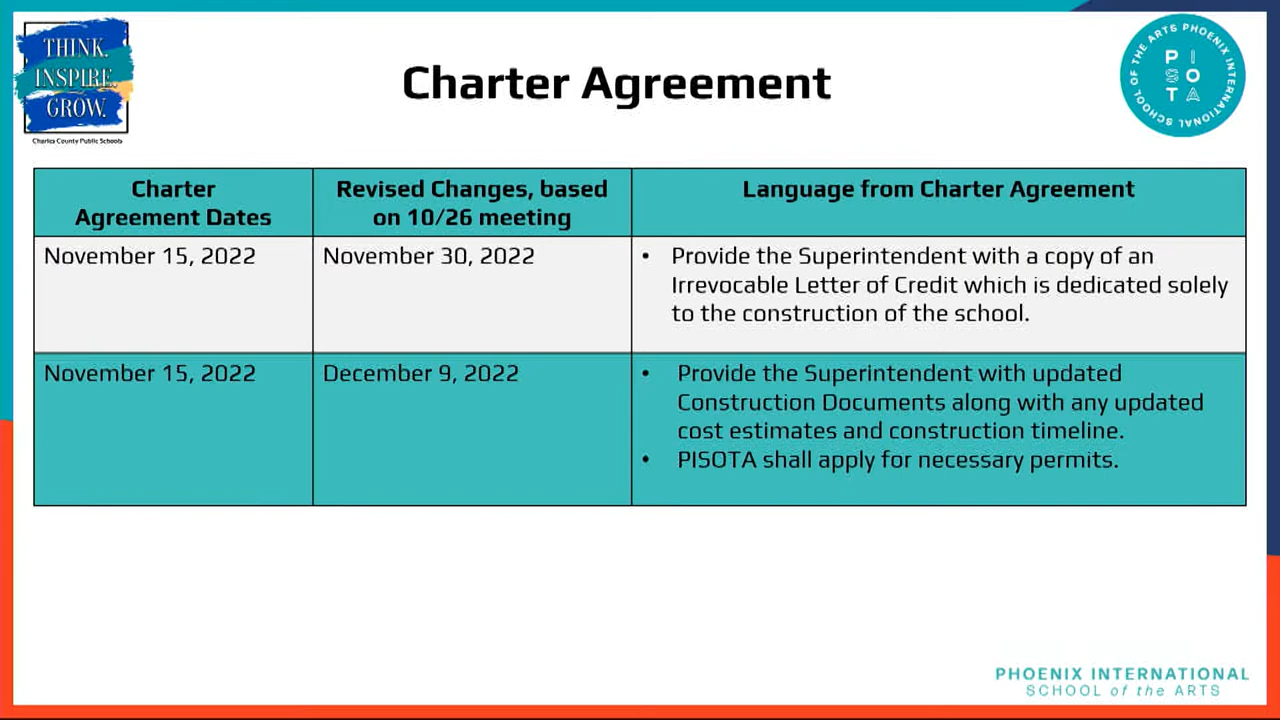 THINK.
INSPIRE.
GROW.
Charles County Public Schools
Charter Agreement
SCHOOL OF THE ARTS PHOENIX INTERNATIONAL
P I
S O
T A
Charter
Agreement Dates
Revised Changes, based
on 10/26 meeting
Language from Charter Agreement
November 15, 2022
November 30, 2022
• Provide the Superintendent with a copy of an
Irrevocable Letter of Credit which is dedicated solely
to the construction of the school.
November 15, 2022
December 9, 2022
• Provide the Superintendent with updated
Construction Documents along with any updated
cost estimates and construction timeline.
• PISOTA shall apply for necessary permits.
PHOENIX INTERNATIONAL
SCHOOL of the ARTS